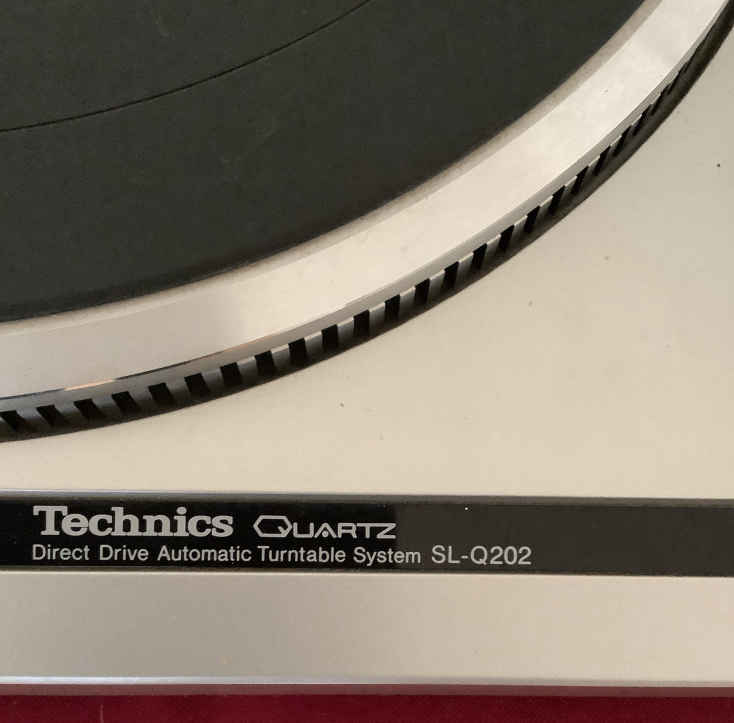 Technics QUARTZ
Direct Drive Automatic Turntable System SL-Q202